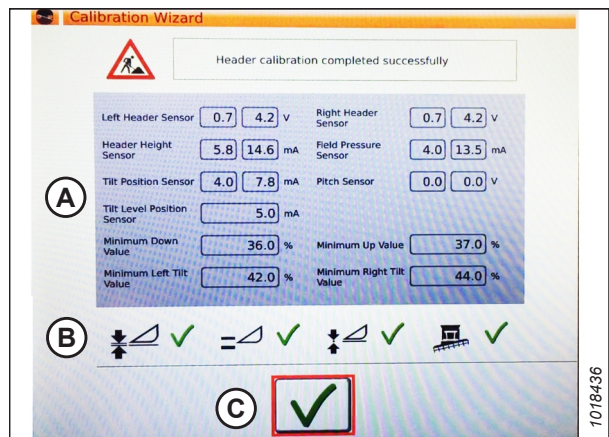 Calibration Wizard
Header calibration completed successfully
Left Header Sensor 0.7 4.2 V
Right Header Sensor 0.7 4.2 V
Header Height Sensor 5.8 14.6 mA
Field Pressure Sensor 4.0 13.5 mA
Tilt Position Sensor 4.0 7.8 mA
Pitch Sensor 0.0 0.0 V
Tilt Level Position Sensor 5.0 mA
Minimum Down Value 36.0 %
Minimum Up Value 37.0 %
Minimum Left Tilt Value 42.0 %
Minimum Right Tilt Value 44.0 %
A
B
C
1018436